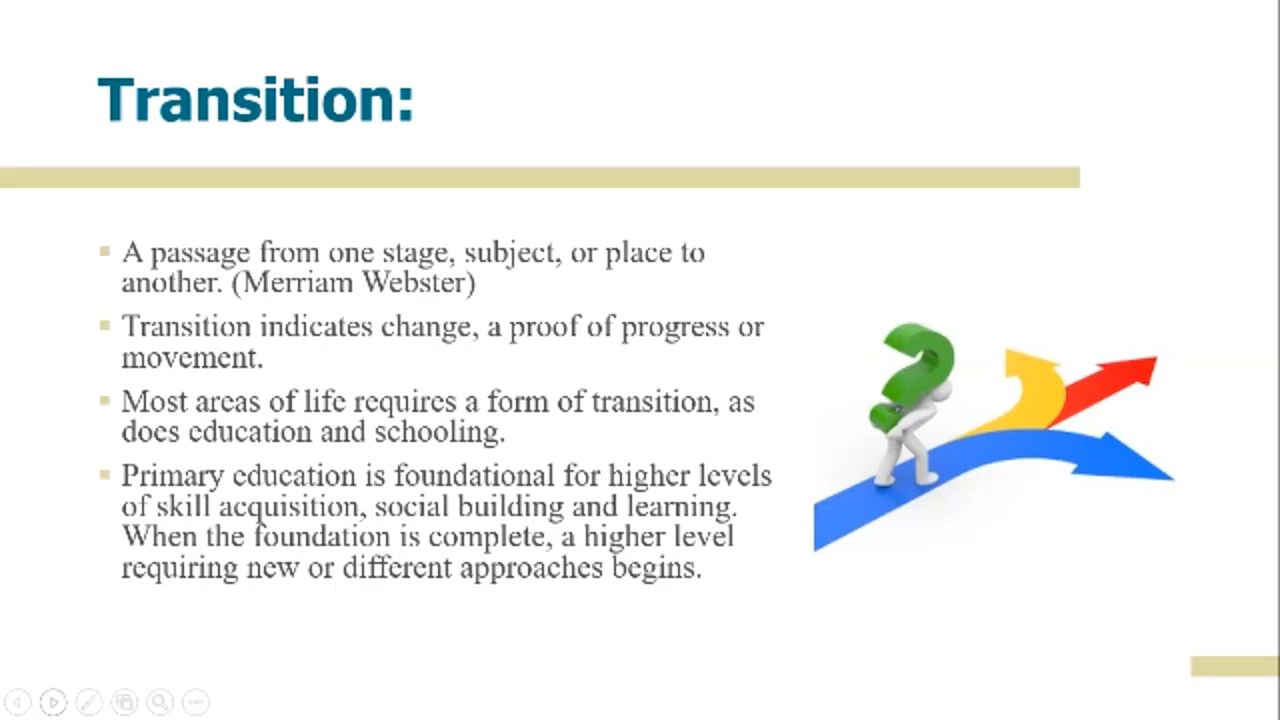 Transition:
A passage from one stage, subject, or place to
another. (Merriam Webster)
Transition indicates change, a proof of progress or
movement.
Most areas of life requires a form of transition, as
does education and schooling.
Primary education is foundational for higher levels
of skill acquisition, social building and learning.
When the foundation is complete, a higher level
requiring new or different approaches begins.